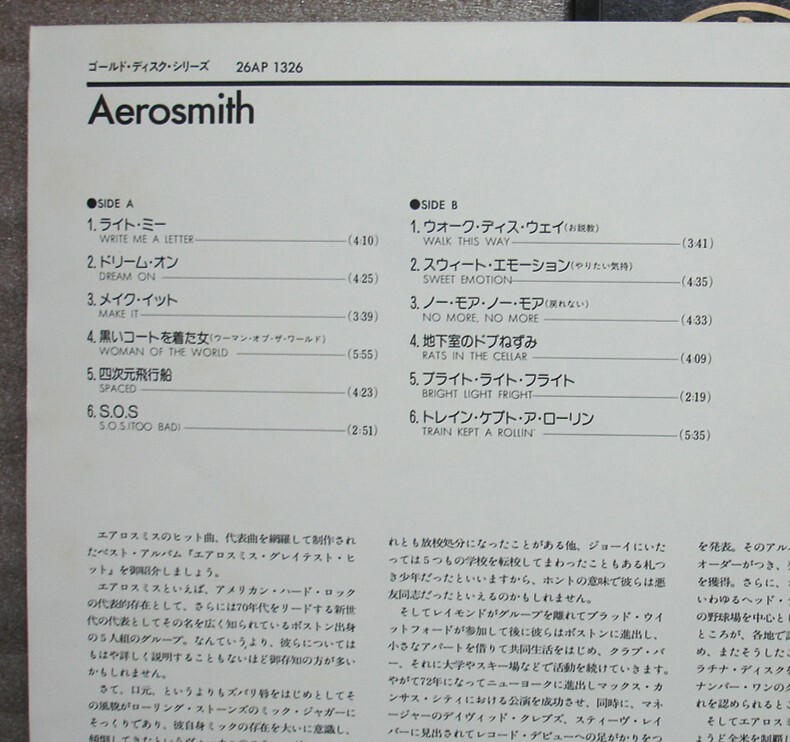 ゴールド・ディスク・シリーズ 26AP 1326
Aerosmith
●SIDE A
1. ライト・ミー
WRITE ME A LETTER (4:10)
2. ドリーム・オン
DREAM ON (4:25)
3. メイク・イット
MAKE IT (3:39)
4. 黒いコートを着た女(ウーマン・オブ・ザ・ワールド)
WOMAN OF THE WORLD (5:55)
5. 四次元飛行船
SPACED (4:23)
6. S.O.S
S.O.S.(TOO BAD) (2:51)
●SIDE B
1. ウォーク・ディス・ウェイ(お説教)
WALK THIS WAY (3:41)
2. スウィート・エモーション(やりたい気持)
SWEET EMOTION (4:35)
3. ノー・モア・ノー・モア(戻れない)
NO MORE, NO MORE (4:33)
4. 地下室のドブねずみ
RATS IN THE CELLAR (4:09)
5. ブライト・ライト・フライト
BRIGHT LIGHT FRIGHT (2:19)
6. トレイン・ケプト・ア・ローリン
TRAIN KEPT A ROLLIN' (5:35)
エアロスミスのヒット曲、代表曲を網羅して制作され
たベスト・アルバム『エアロスミス・グレイテスト・ヒ
ット』を御紹介しましょう。
エアロスミスといえば、アメリカン・ハード・ロック
の代表的存在として、さらには70年代をリードする新世
代の代表としてその名を広く知られているボストン出身
の5人組のグループ。なんていうより、彼らについては
もはや詳しく説明することもないほど御存知の方が多い
かもしれません。
さて、口元、というよりもズバリ唇をはじめとしてそ
の風貌がローリング・ストーンズのミック・ジャガーに
そっくりであり、彼自身ミックの存在を大いに意識し、
傾倒してきたという
れとも放校処分になったことがある他、ジョーイにいた
っては5つもの学校を転校してまわったこともある札つ
き少年だったといいますから、ホントの意味で彼らは悪
友同志だったといえるのかもしれません。
そしてレイモンドがグループを離れてブラッド・ウイ
ットフォードが参加して後に彼らはボストンに進出し、
小さなアパートを借りて共同生活をはじめ、クラブ・バ
ー、それに大学やスキー場などで活動を続けていきます。
やがて72年になってニューヨークに進出しマックス・カ
ンサス・シティにおける公演を成功させ、同時に、マネ
ージャーのデイヴィッド・クレブズ、スティーヴ・レイ
バーに見出されてレコード・デビューへの足がかりをつ
を発表。そのアル
オーダーがつき、
を獲得。さらに、
いわゆるヘッド・
の野球場を中心と
ところが、各地で
め、まだそうした
ラチナ・ディスクを
ナンバー・ワンの
れを認められると
そしてエアロス
ようど全米を制覇し